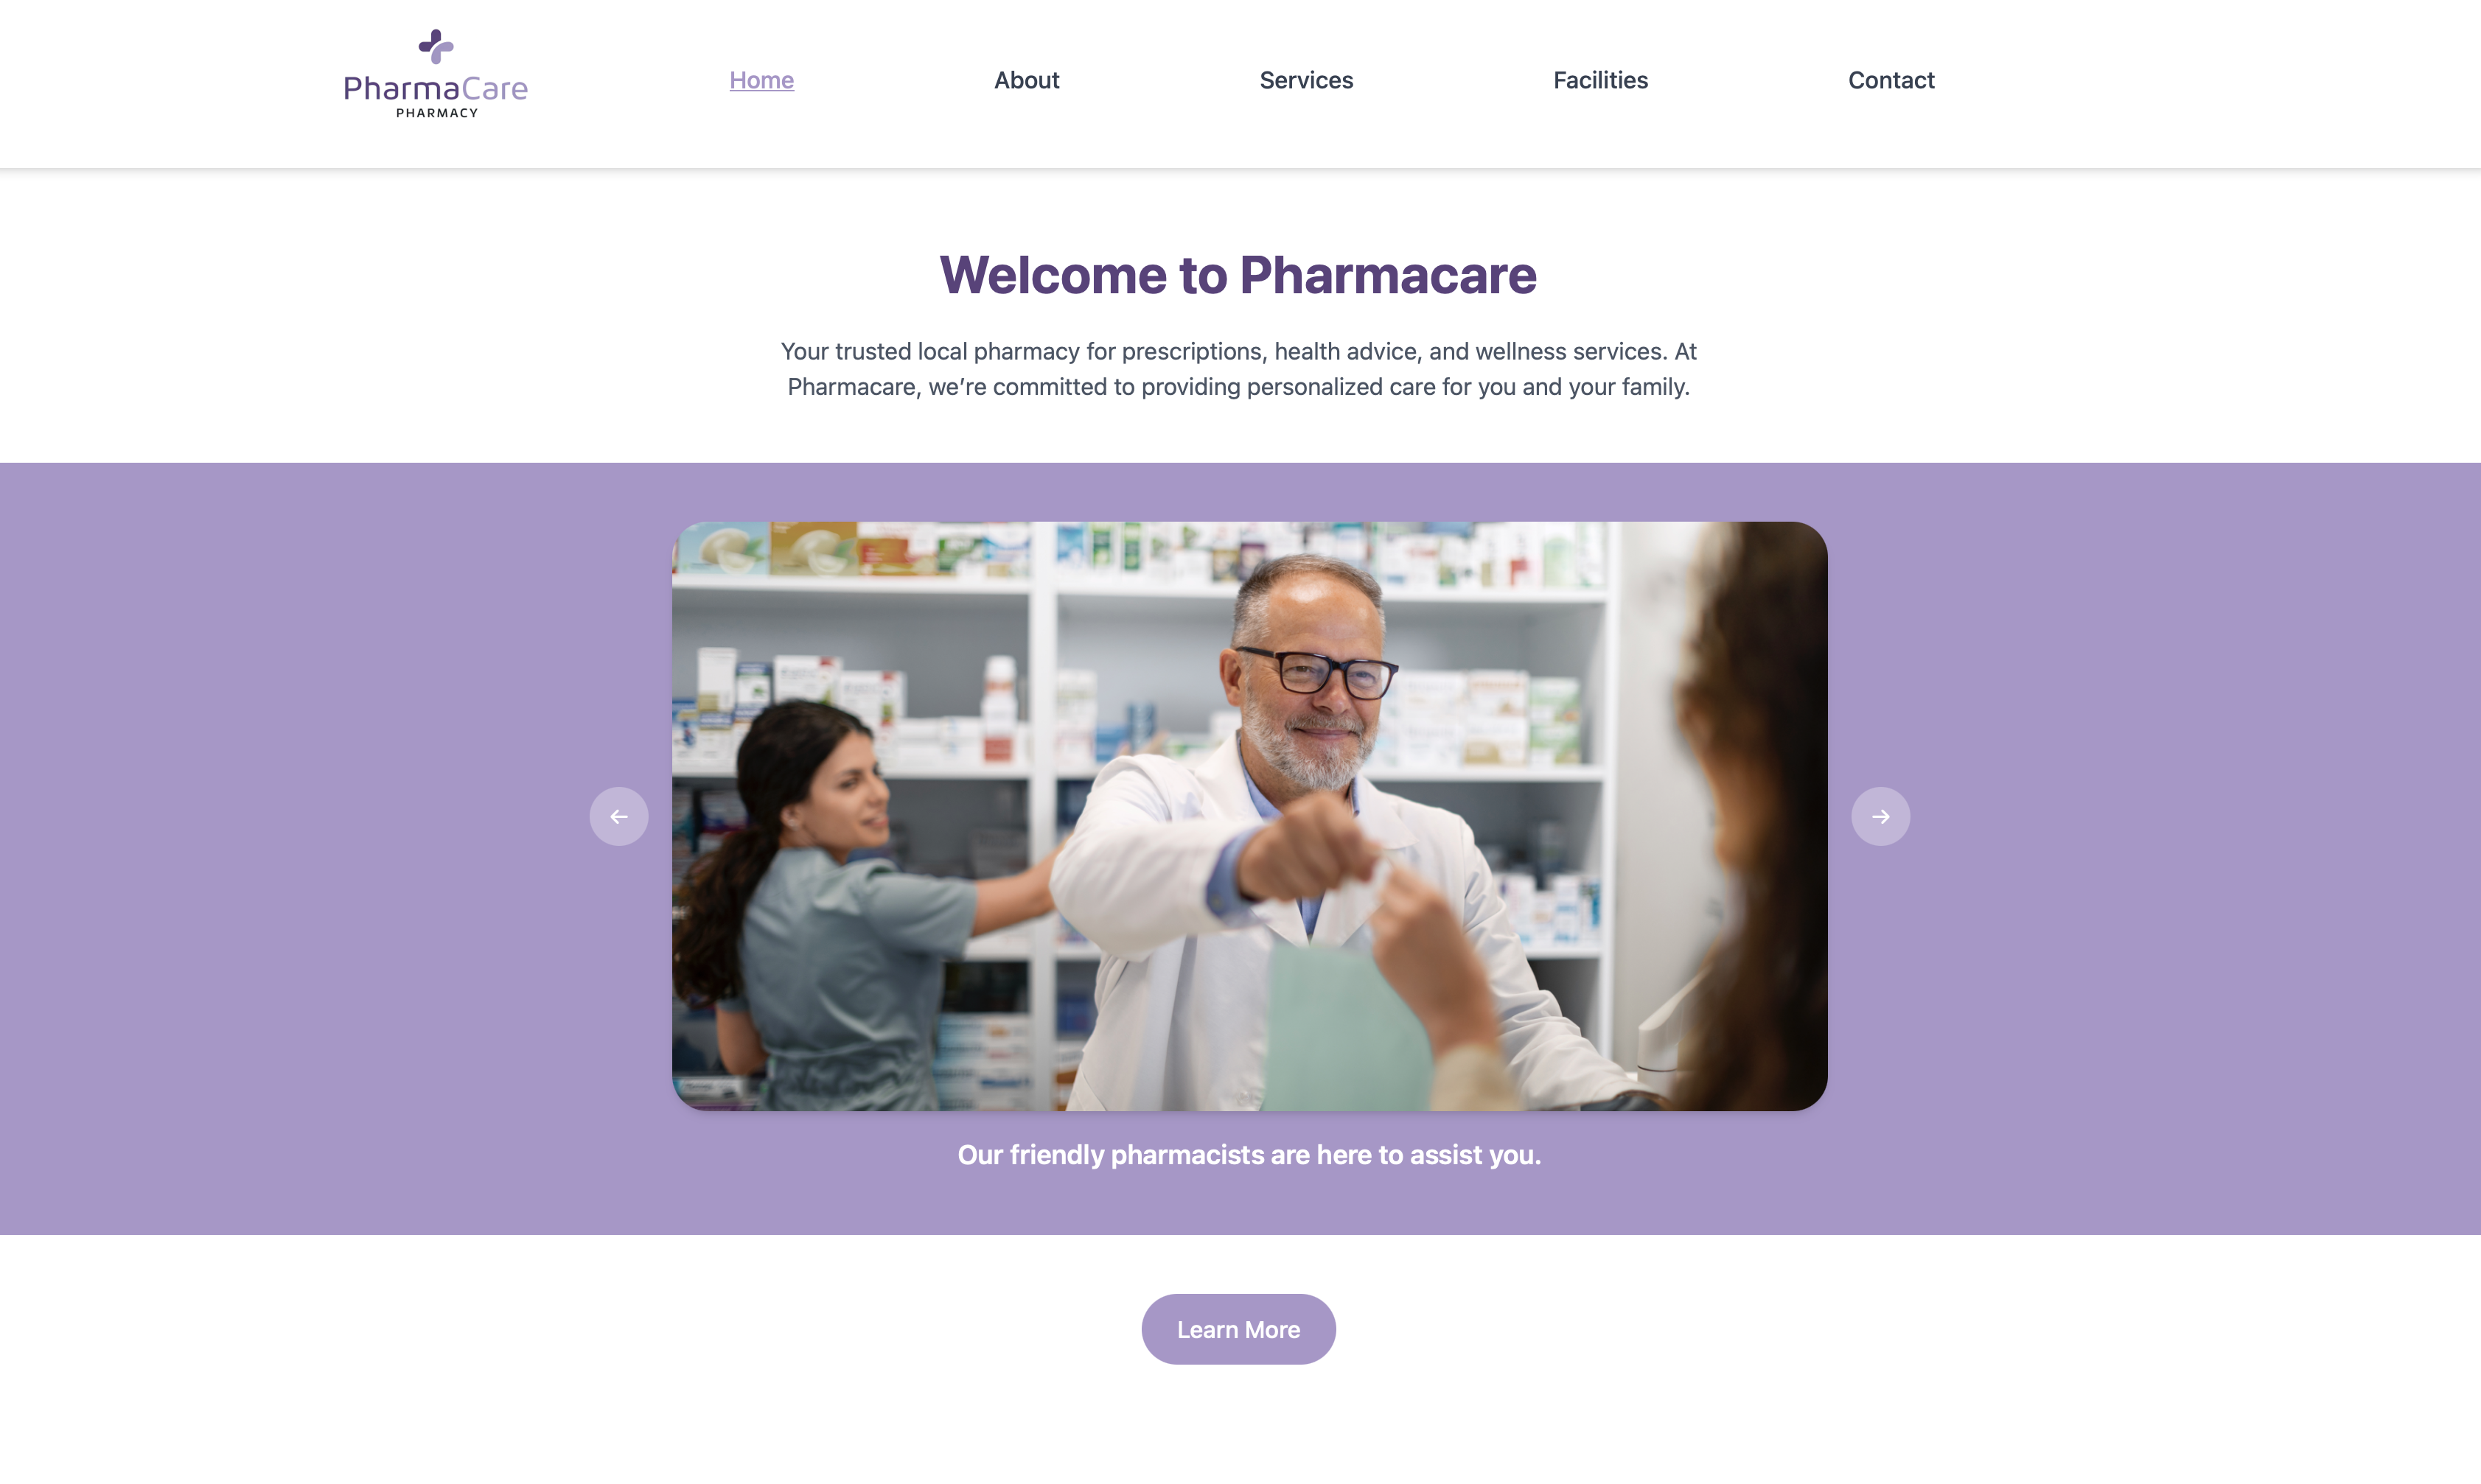 PharmaCare
PHARMACY
Home
About
Services
Facilities
Contact
Welcome to Pharmacare
Your trusted local pharmacy for prescriptions, health advice, and wellness services. At
Pharmacare, we’re committed to providing personalized care for you and your family.
Our friendly pharmacists are here to assist you.
Learn More